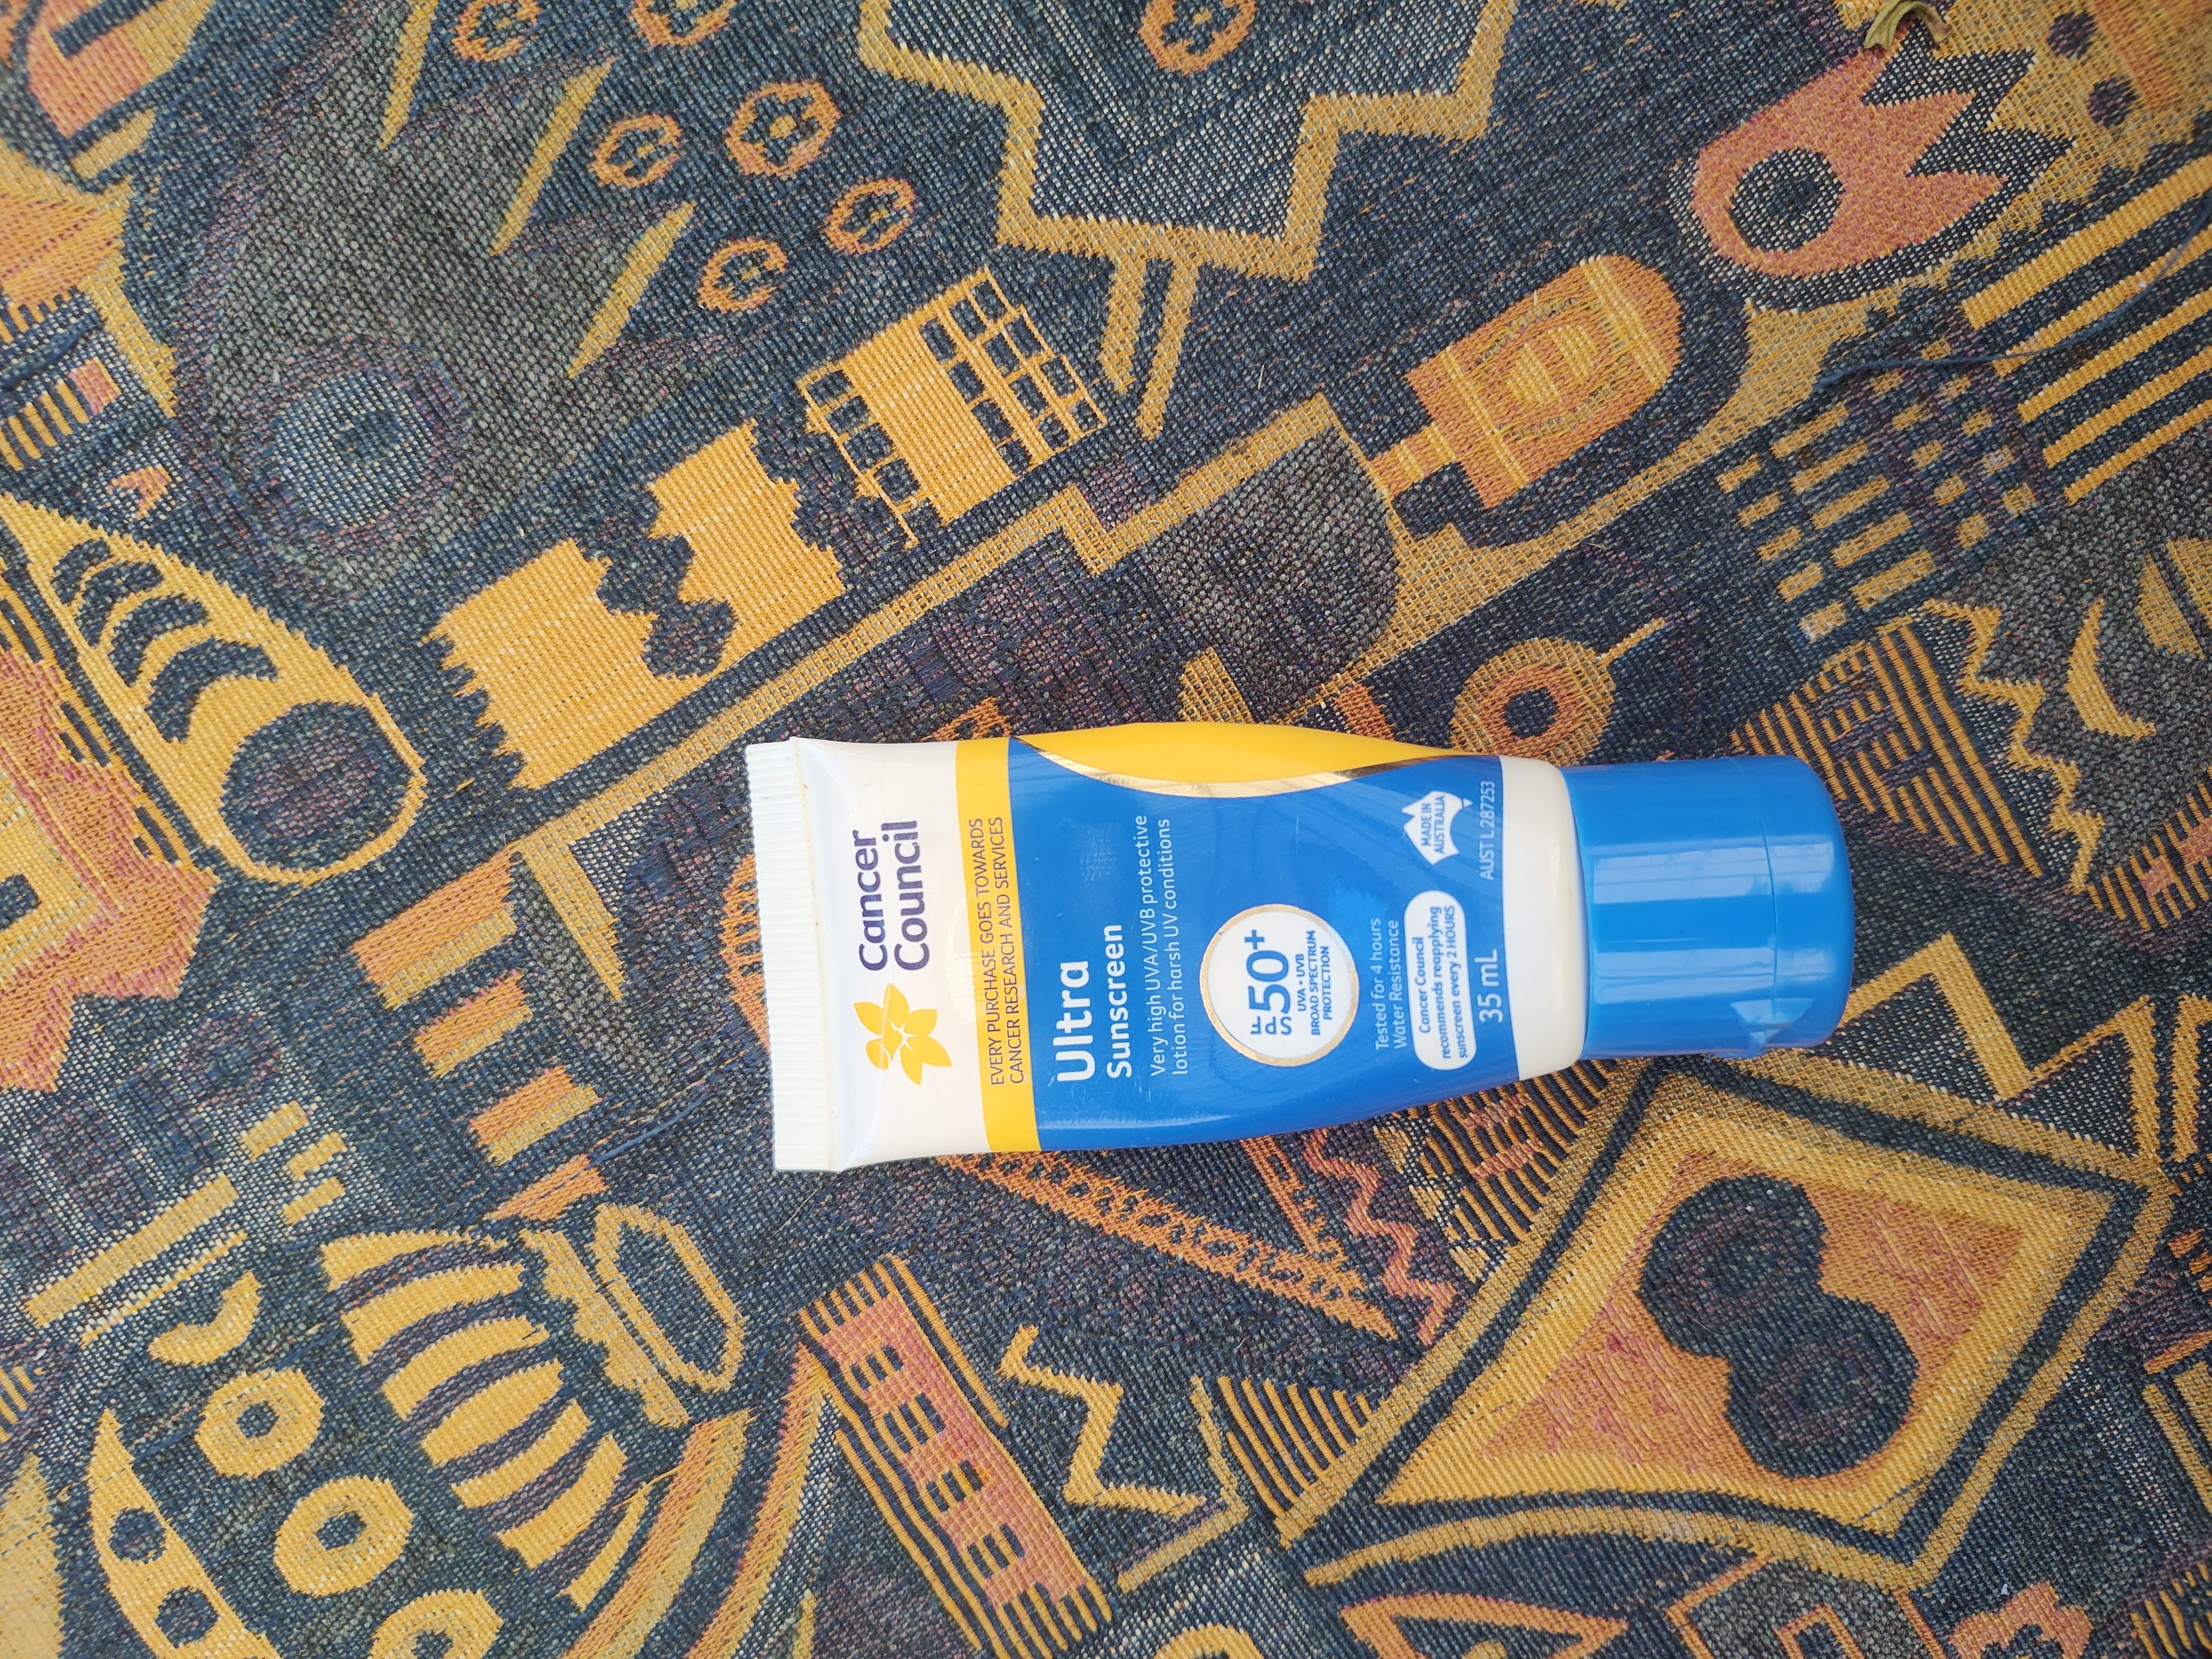 Cancer
Council
EVERY PURCHASE GOES TOWARDS
CANCER RESEARCH AND SERVICES
Ultra
Sunscreen
Very high UVA/UVB protective
lotion for harsh UV conditions
SPF 50+
UVA • UVB
BROAD SPECTRUM
PROTECTION
Tested for 4 hours
Water Resistance
Cancer Council
recommends reapplying
sunscreen every 2 HOURS
35 mL
MADE IN
AUSTRALIA
AUST L 287253